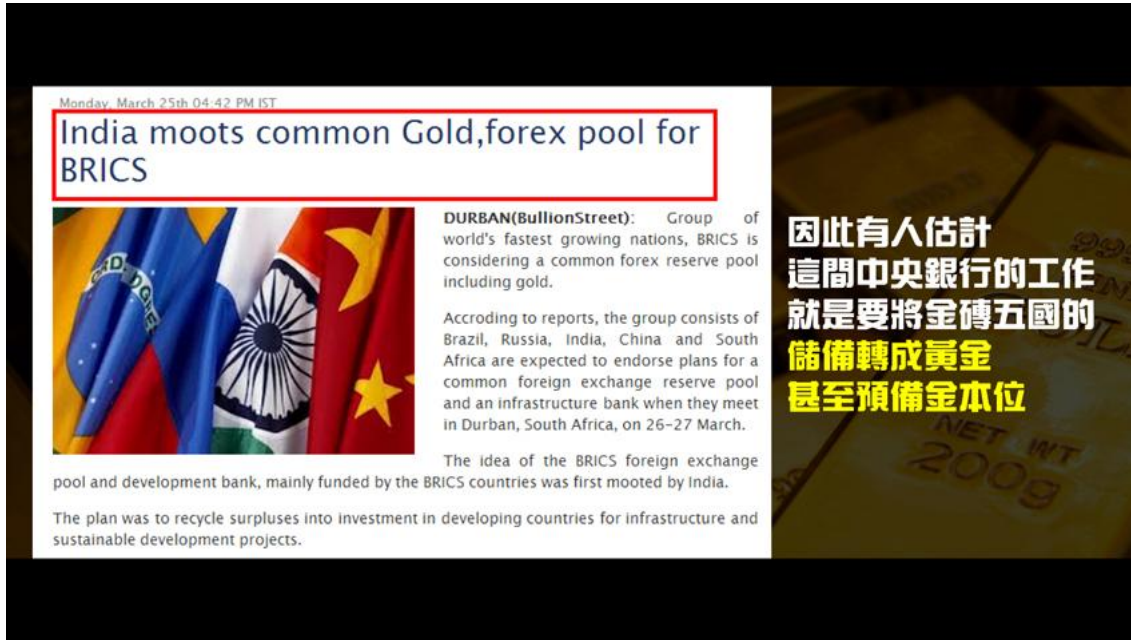 Monday, March 25th 04:42 PM IST
India moots common Gold,forex pool for
BRICS
DURBAN(BullionStreet): Group of
world's fastest growing nations, BRICS is
considering a common forex reserve pool
including gold.
Accroding to reports, the group consists of
Brazil, Russia, India, China and South
Africa are expected to endorse plans for a
common foreign exchange reserve pool
and an infrastructure bank when they meet
in Durban, South Africa, on 26-27 March.
The idea of the BRICS foreign exchange
pool and development bank, mainly funded by the BRICS countries was first mooted by India.
The plan was to recycle surpluses into investment in developing countries for infrastructure and
sustainable development projects.
因此有人估計
這間中央銀行的工作
就是要將金磚五國的
儲備轉成黃金
甚至預備金本位
NET WT
200g